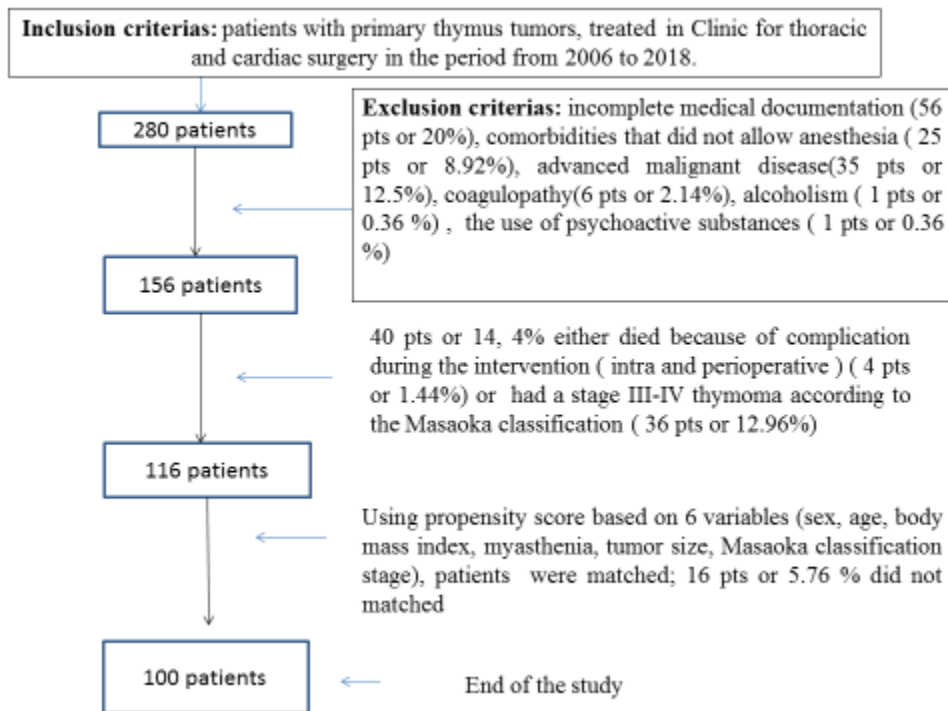 Inclusion criterias: patients with primary thymus tumors, treated in Clinic for thoracic
and cardiac surgery in the period from 2006 to 2018.
280 patients
Exclusion criterias: incomplete medical documentation (56
pts or 20%), comorbidities that did not allow anesthesia ( 25
pts or 8.92%), advanced malignant disease(35 pts or
12.5%), coagulopathy(6 pts or 2.14%), alcoholism ( 1 pts or
0.36 %) , the use of psychoactive substances ( 1 pts or 0.36
%)
156 patients
40 pts or 14, 4% either died because of complication
during the intervention ( intra and perioperative ) ( 4 pts
or 1.44%) or had a stage III-IV thymoma according to
the Masaoka classification ( 36 pts or 12.96%)
116 patients
Using propensity score based on 6 variables (sex, age, body
mass index, myasthenia, tumor size, Masaoka classification
stage), patients were matched; 16 pts or 5.76 % did not
matched
100 patients
End of the study